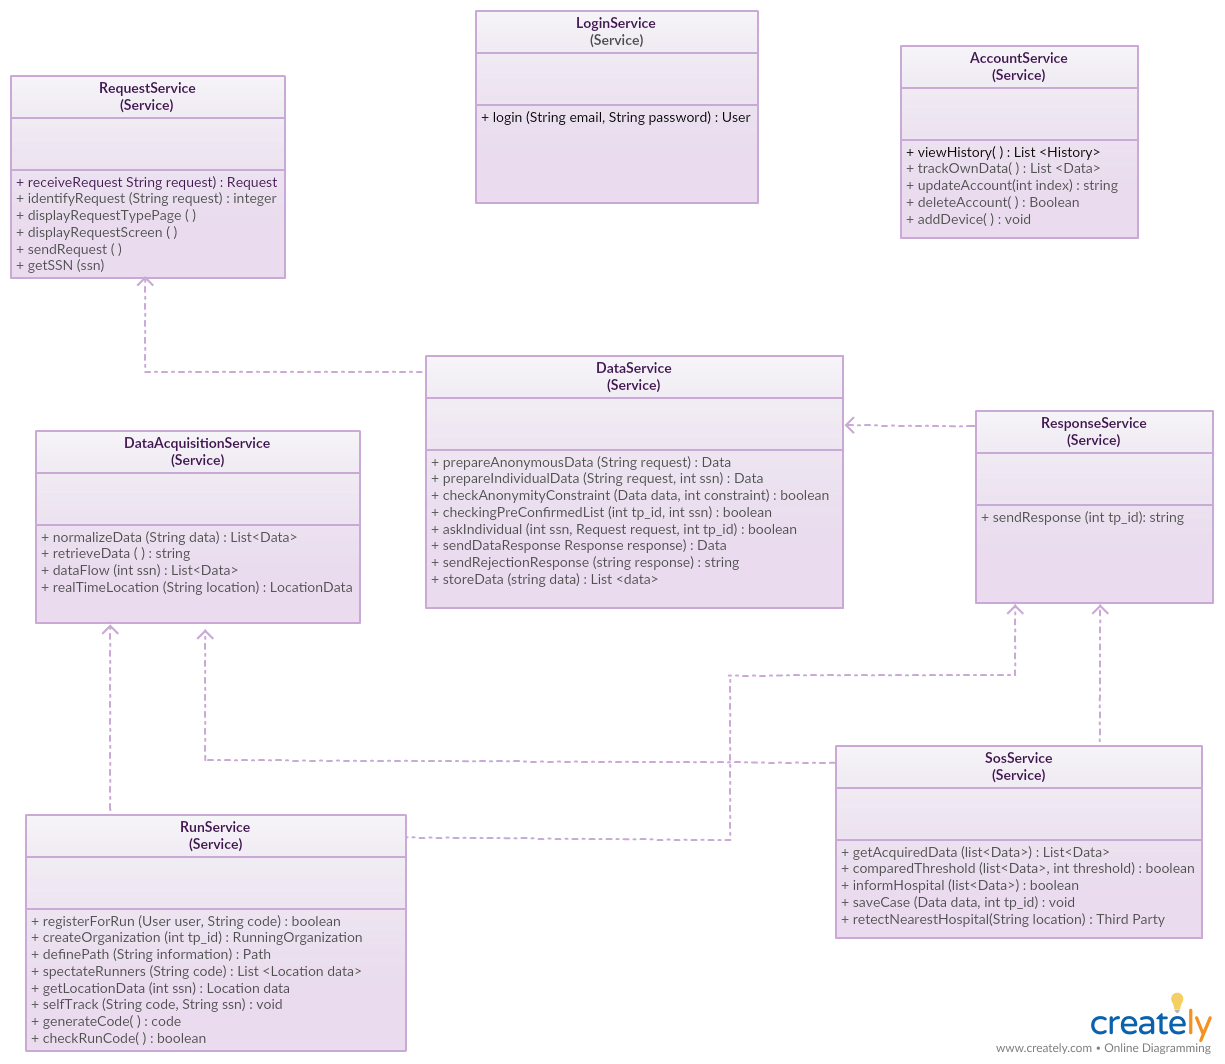 LoginService
(Service)
+ login (String email, String password) : User
AccountService
(Service)
+ viewHistory( ) : List <History>
+ trackOwnData( ) : List <Data>
+ updateAccount(int index) : string
+ deleteAccount( ) : Boolean
+ addDevice( ) : void
RequestService
(Service)
+ receiveRequest String request) : Request
+ identifyRequest (String request) : integer
+ displayRequestTypePage ( )
+ displayRequestScreen ( )
+ sendRequest ( )
+ getSSN (ssn)
DataService
(Service)
+ prepareAnonymousData (String request) : Data
+ prepareIndividualData (String request, int ssn) : Data
+ checkAnonymityConstraint (Data data, int constraint) : boolean
+ checkingPreConfirmedList (int tp_id, int ssn) : boolean
+ askIndividual (int ssn, Request request, int tp_id) : boolean
+ sendDataResponse Response response) : Data
+ sendRejectionResponse (string response) : string
+ storeData (string data) : List <data>
ResponseService
(Service)
+ sendResponse (int tp_id): string
DataAcquisitionService
(Service)
+ normalizeData (String data) : List<Data>
+ retrieveData ( ) : string
+ dataFlow (int ssn) : List<Data>
+ realTimeLocation (String location) : LocationData
SosService
(Service)
+ getAcquiredData (list<Data>) : List<Data>
+ comparedThreshold (list<Data>, int threshold) : boolean
+ informHospital (list<Data>) : boolean
+ saveCase (Data data, int tp_id) : void
+ retectNearestHospital(String location) : Third Party
RunService
(Service)
+ registerForRun (User user, String code) : boolean
+ createOrganization (int tp_id) : RunningOrganization
+ definePath (String information) : Path
+ spectateRunners (String code) : List <Location data>
+ getLocationData (int ssn) : Location data
+ selfTrack (String code, String ssn) : void
+ generateCode( ) : code
+ checkRunCode( ) : boolean
creately
www.creately.com • Online Diagramming